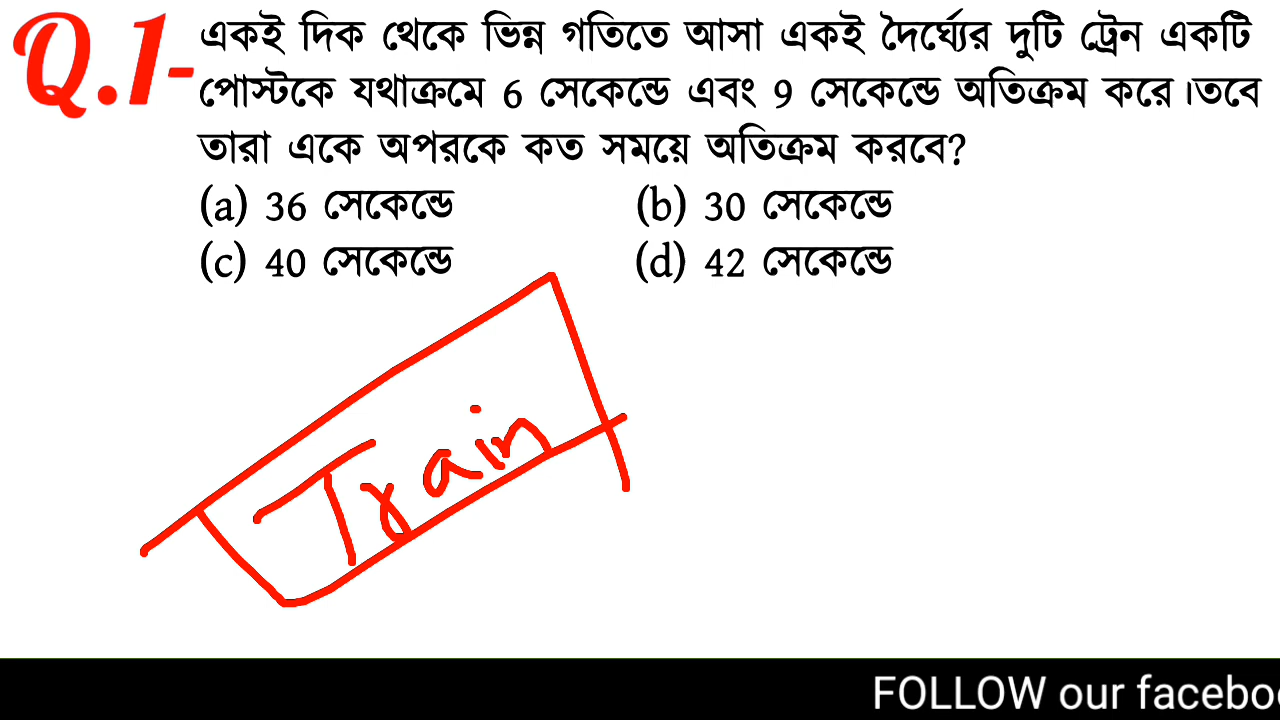 Q.1- একই দিক থেকে ভিন্ন গতিতে আসা একই দৈর্ঘ্যের দুটি ট্রেন একটি
পোস্টকে যথাক্রমে 6 সেকেন্ডে এবং 9 সেকেন্ডে অতিক্রম করে।তবে
তারা একে অপরকে কত সময়ে অতিক্রম করবে?
(a) 36 সেকেন্ডে (b) 30 সেকেন্ডে
(c) 40 সেকেন্ডে (d) 42 সেকেন্ডে
Train
FOLLOW our facebo